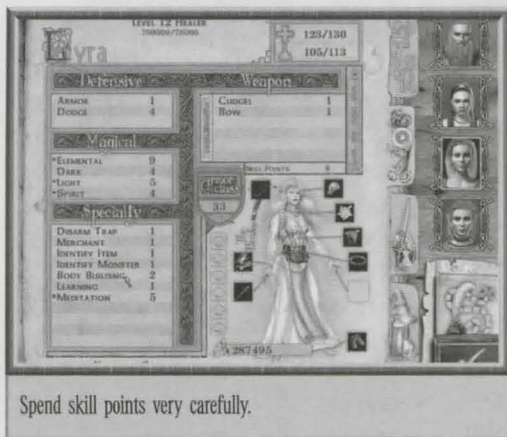 LEVEL 12 HEALER
Lyra
123/130
105/113
Defensive
ARMOR 1
DODGE 4
Magical
*ELEMENTAL 9
DARK 4
*LIGHT 5
*SPIRIT 4
Specialty
DISARM TRAP 1
MERCHANT 1
IDENTIFY ITEM 1
IDENTIFY MONSTER 1
BODY BUILDING 2
LEARNING 1
*MEDITATION 5
Weapon
CUDGEL 1
BOW 1
SKILL POINTS 6
ARMOR CLASS
33
287495
Spend skill points very carefully.